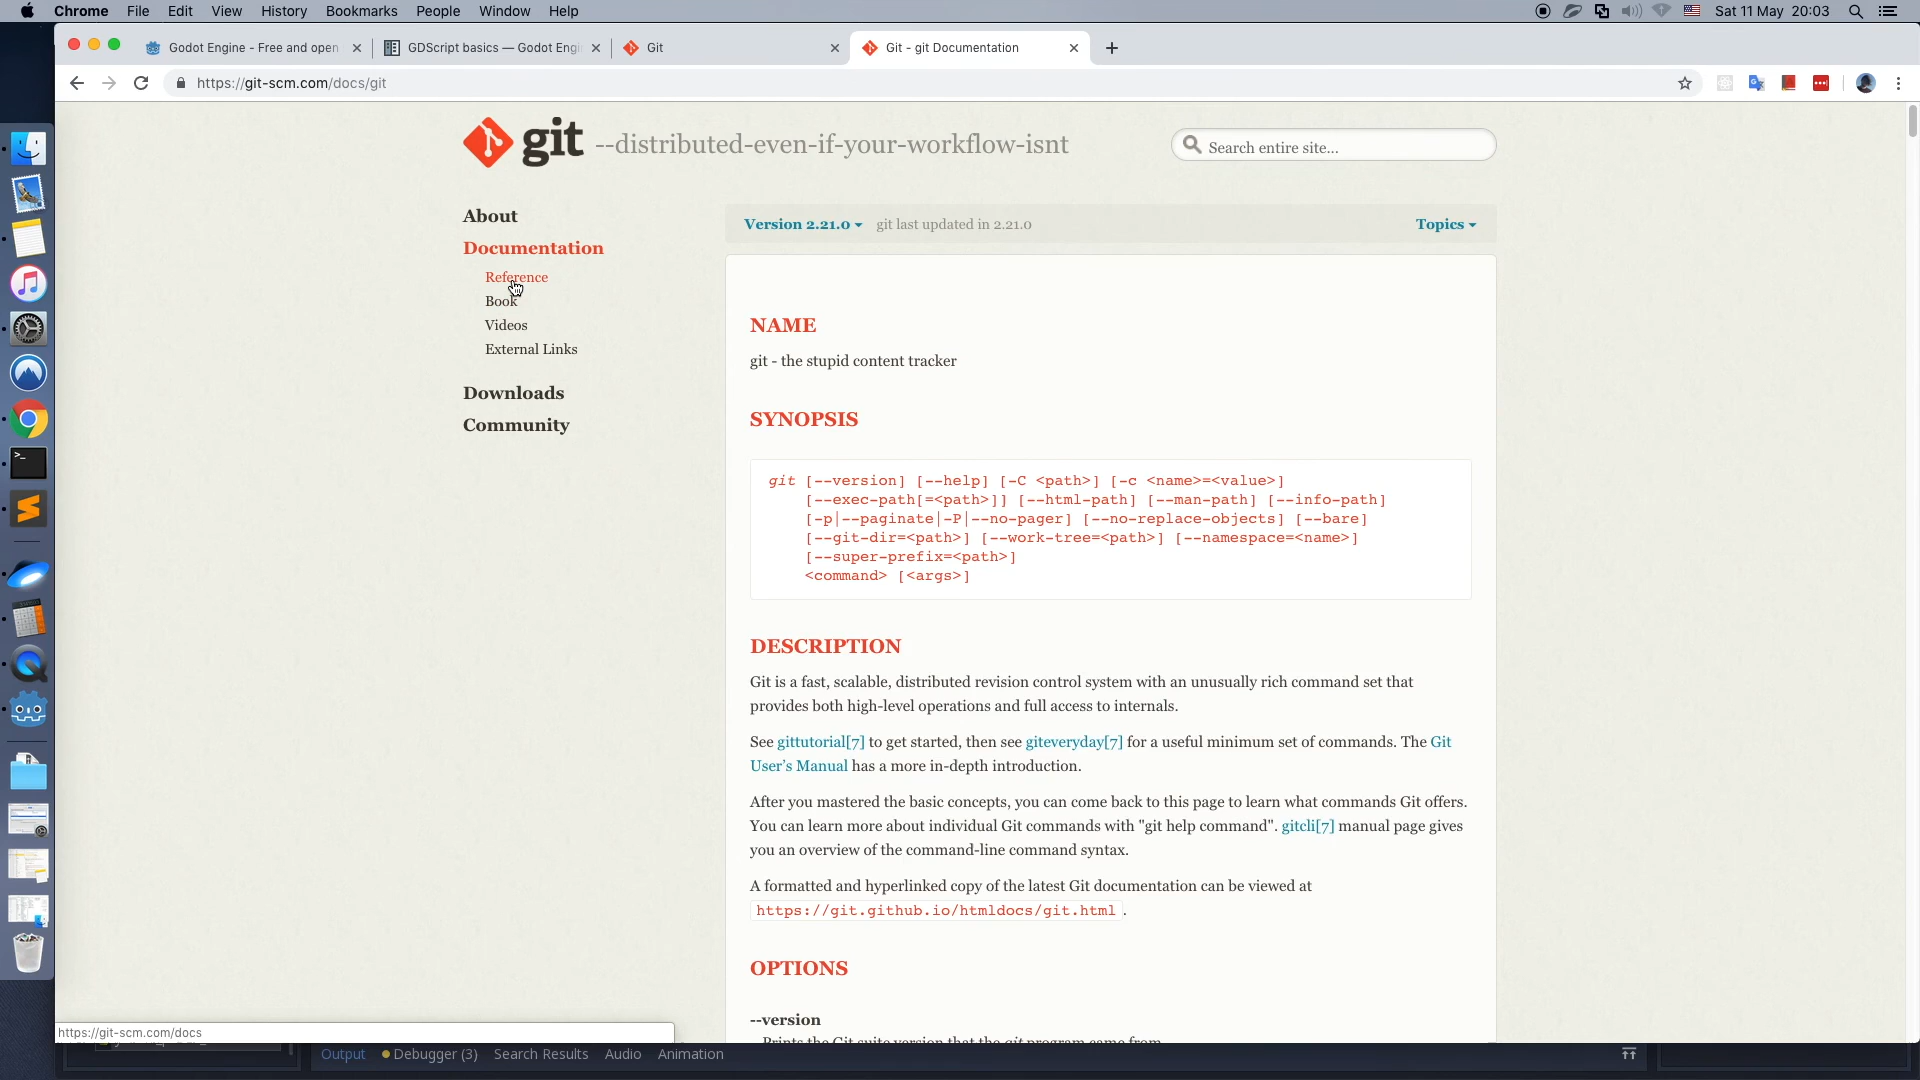 Chrome File Edit View History Bookmarks People Window Help Sat 11 May 20:03
Godot Engine - Free and open GDScript basics — Godot Engi Git Git - git Documentation
https://git-scm.com/docs/git
git --distributed-even-if-your-workflow-isnt
Search entire site...
About
Documentation
Reference
Book
Videos
External Links
Downloads
Community
Version 2.21.0 git last updated in 2.21.0 Topics
NAME
git - the stupid content tracker
SYNOPSIS
git [--version] [--help] [-C <path>] [-c <name>=<value>]
[--exec-path[=<path>]] [--html-path] [--man-path] [--info-path]
[-p|--paginate|-P|--no-pager] [--no-replace-objects] [--bare]
[--git-dir=<path>] [--work-tree=<path>] [--namespace=<name>]
[--super-prefix=<path>]
<command> [<args>]
DESCRIPTION
Git is a fast, scalable, distributed revision control system with an unusually rich command set that
provides both high-level operations and full access to internals.
See gittutorial[7] to get started, then see giteveryday[7] for a useful minimum set of commands. The Git
User's Manual has a more in-depth introduction.
After you mastered the basic concepts, you can come back to this page to learn what commands Git offers.
You can learn more about individual Git commands with "git help command". gitcli[7] manual page gives
you an overview of the command-line command syntax.
A formatted and hyperlinked copy of the latest Git documentation can be viewed at
https://git.github.io/htmldocs/git.html .
OPTIONS
--version
Prints the Git suite version that the git program came from.
https://git-scm.com/docs
Output Debugger (3) Search Results Audio Animation